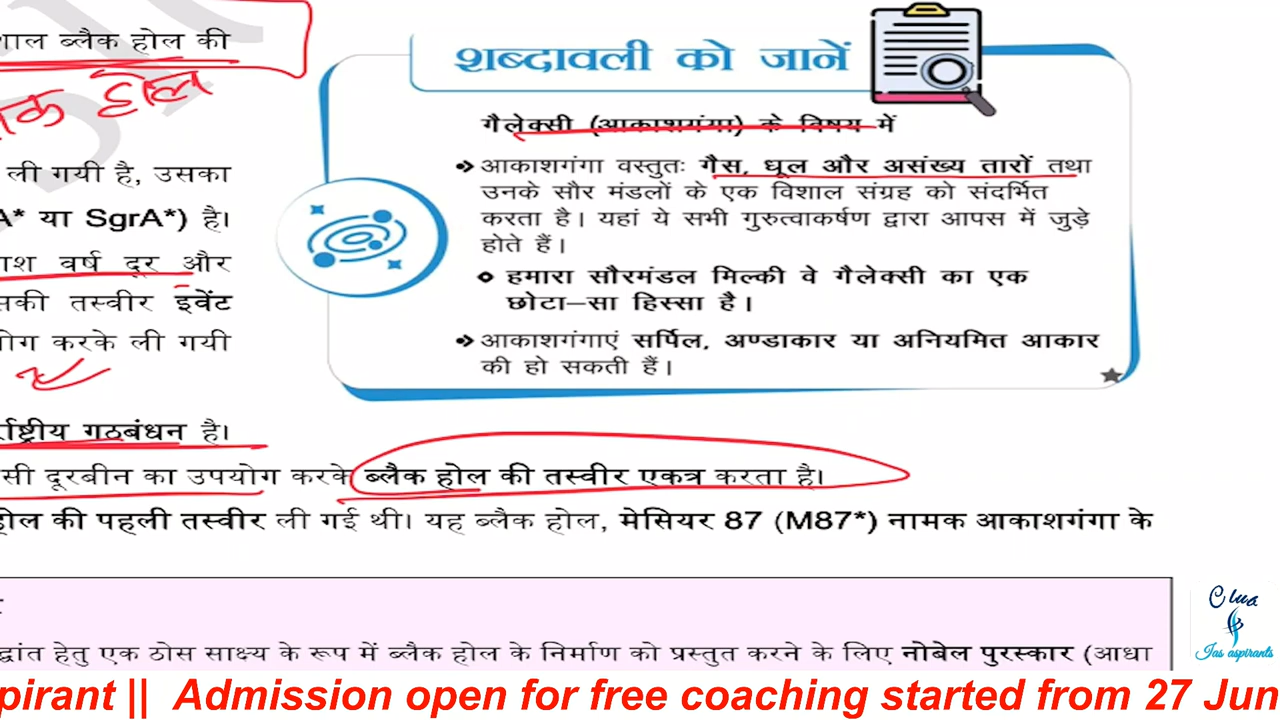 शाल ब्लैक होल की
होल
ली गयी है, उसका
A* या SgrA*) है।
ाश वर्ष दूर और
सकी तस्वीर इवेंट
योग करके ली गयी
शब्दावली को जानें
गैलेक्सी (आकाशगंगा) के विषय में
आकाशगंगा वस्तुतः गैस, धूल और असंख्य तारों तथा
उनके सौर मंडलों के एक विशाल संग्रह को संदर्भित
करता है। यहां ये सभी गुरुत्वाकर्षण द्वारा आपस में जुड़े
होते हैं।
हमारा सौरमंडल मिल्की वे गैलेक्सी का एक
छोटा–सा हिस्सा है।
आकाशगंगाएं सर्पिल, अण्डाकार या अनियमित आकार
की हो सकती हैं।
र्राष्ट्रीय गठबंधन है।
सी दूरबीन का उपयोग करके ब्लैक होल की तस्वीर एकत्र करता है।
होल की पहली तस्वीर ली गई थी। यह ब्लैक होल, मेसियर 87 (M87*) नामक आकाशगंगा के
द्धांत हेतु एक ठोस साक्ष्य के रूप में ब्लैक होल के निर्माण को प्रस्तुत करने के लिए नोबेल पुरस्कार (आधा
Ias aspirants
pirant || Admission open for free coaching started from 27 Jun